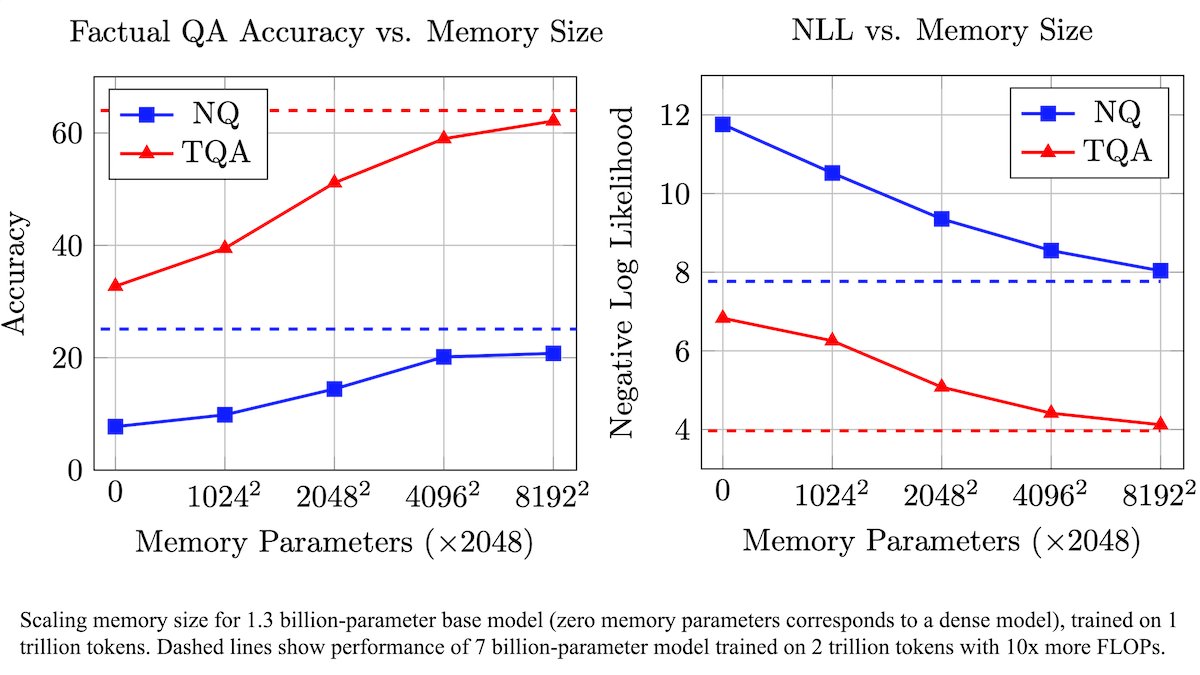 Factual QA Accuracy vs. Memory Size
NQ
TQA
Accuracy
60
40
20
0
0
1024²
2048²
4096²
8192²
Memory Parameters (×2048)
NLL vs. Memory Size
NQ
TQA
Negative Log Likelihood
12
10
8
6
4
0
1024²
2048²
4096²
8192²
Memory Parameters (×2048)
Scaling memory size for 1.3 billion-parameter base model (zero memory parameters corresponds to a dense model), trained on 1
trillion tokens. Dashed lines show performance of 7 billion-parameter model trained on 2 trillion tokens with 10x more FLOPs.